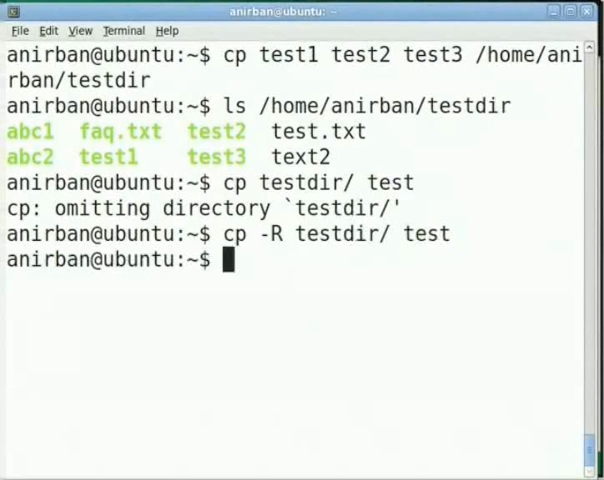 anirban@ubuntu: ~
File Edit View Terminal Help
anirban@ubuntu:~$ cp test1 test2 test3 /home/ani
rban/testdir
anirban@ubuntu:~$ ls /home/anirban/testdir
abc1 faq.txt test2 test.txt
abc2 test1 test3 text2
anirban@ubuntu:~$ cp testdir/ test
cp: omitting directory `testdir/'
anirban@ubuntu:~$ cp -R testdir/ test
anirban@ubuntu:~$